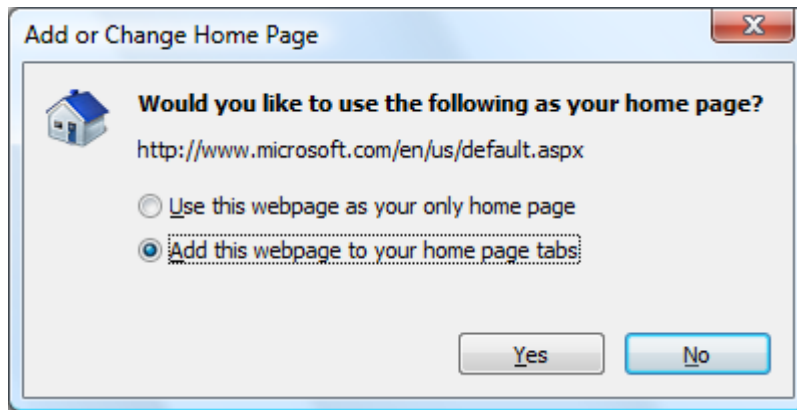 Add or Change Home Page
Would you like to use the following as your home page?
http://www.microsoft.com/en/us/default.aspx
Use this webpage as your only home page
Add this webpage to your home page tabs
Yes
No